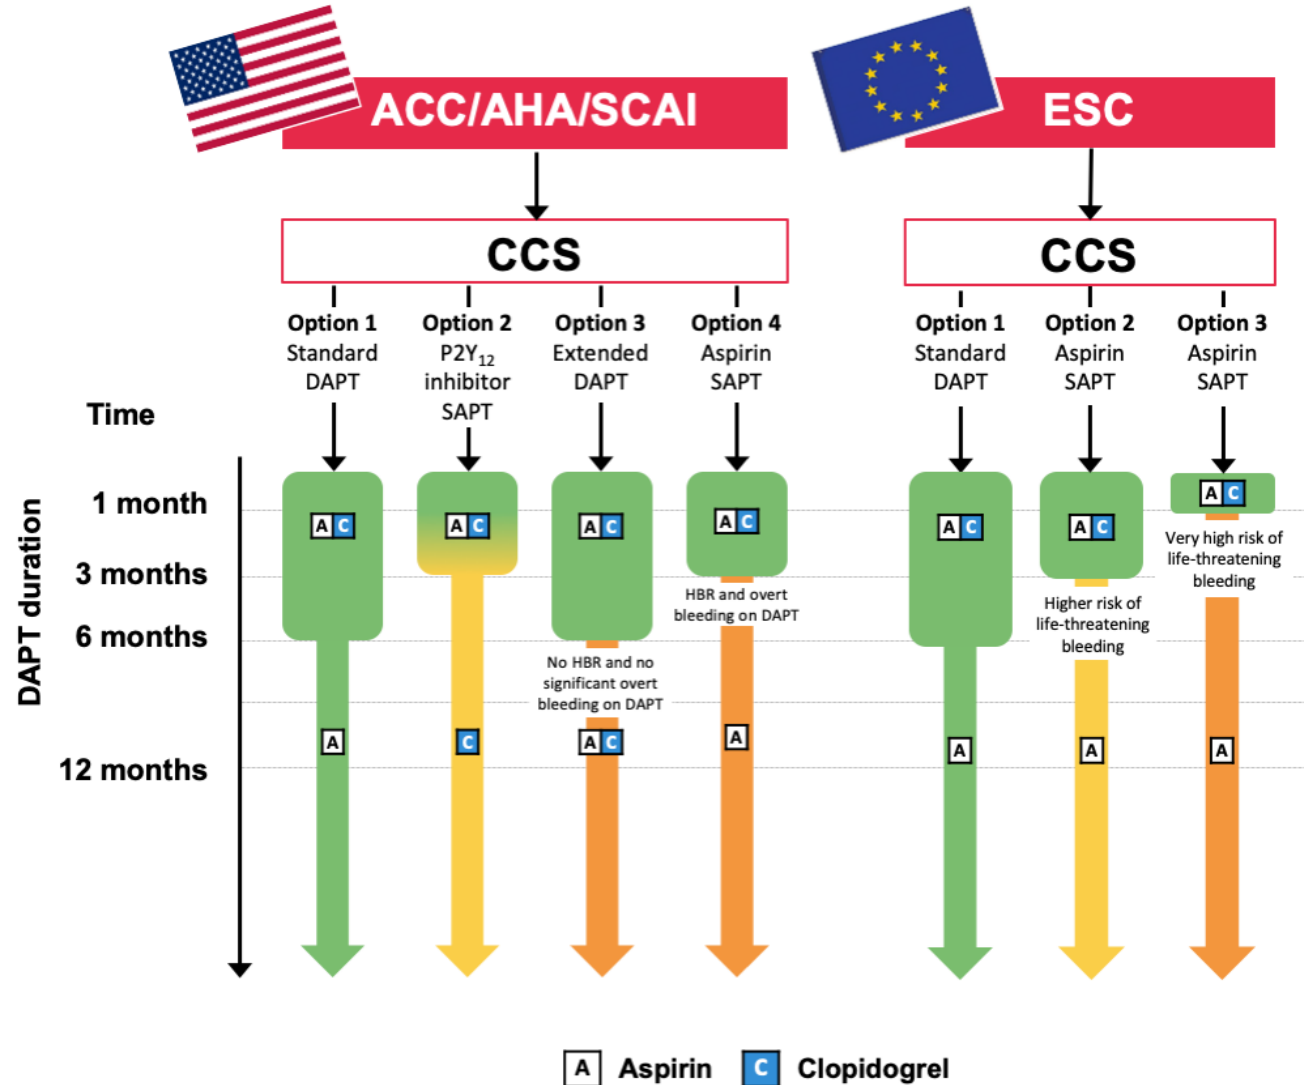 ACC/AHA/SCAI
ESC
CCS
CCS
Option 1
Standard
DAPT
Option 2
P2Y₁₂
inhibitor
SAPT
Option 3
Extended
DAPT
Option 4
Aspirin
SAPT
Option 1
Standard
DAPT
Option 2
Aspirin
SAPT
Option 3
Aspirin
SAPT
Time
DAPT duration
1 month
3 months
6 months
12 months
A C
A C
A C
A C
A C
A C
A C
HBR and overt
bleeding on DAPT
No HBR and no
significant overt
bleeding on DAPT
Higher risk of
life-threatening
bleeding
Very high risk of
life-threatening
bleeding
A
C
A C
A
A
A
A
A Aspirin C Clopidogrel